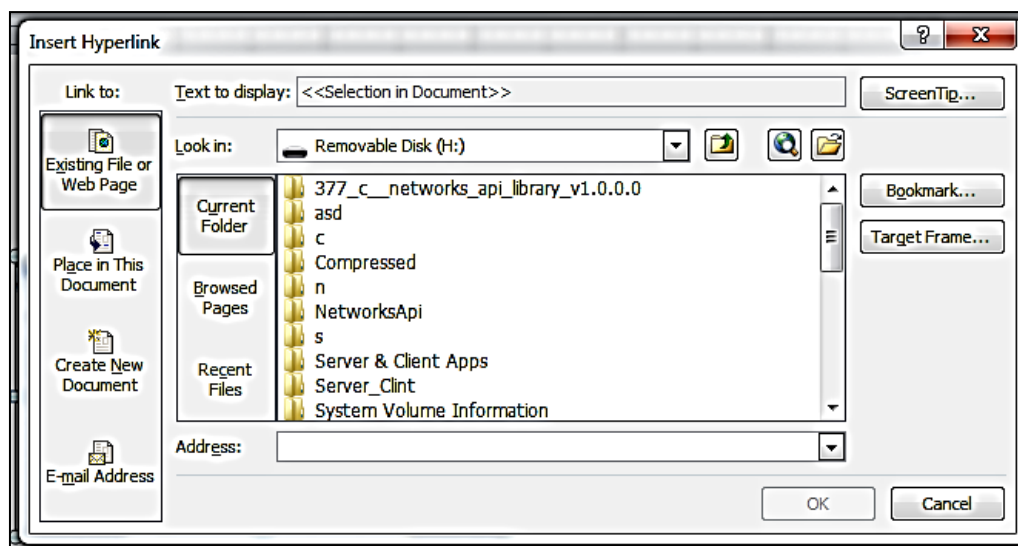 Insert Hyperlink
?
X
Link to:
Text to display: <<Selection in Document>>
ScreenTip...
Existing File or
Web Page
Look in:
Removable Disk (H:)
Current
Folder
377_c__networks_api_library_v1.0.0.0
asd
c
Compressed
n
NetworksApi
s
Server & Client Apps
Server_Clint
System Volume Information
Bookmark...
Target Frame...
Place in This
Document
Browsed
Pages
Create New
Document
Recent
Files
E-mail Address
Address:
OK
Cancel